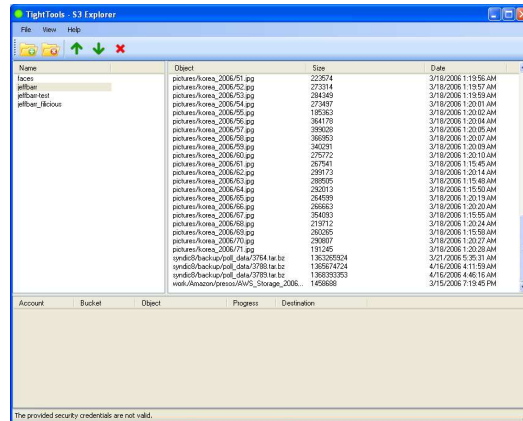 TightTools - S3 Explorer
File View Help
Name
faces
jeffbarr
jeffbarr-test
jeffbarr_filicious
Object Size Date
pictures/korea_2006/51.jpg 223574 3/18/2006 1:19:56 AM
pictures/korea_2006/52.jpg 273314 3/18/2006 1:19:57 AM
pictures/korea_2006/53.jpg 284349 3/18/2006 1:19:59 AM
pictures/korea_2006/54.jpg 273497 3/18/2006 1:20:01 AM
pictures/korea_2006/55.jpg 185363 3/18/2006 1:20:02 AM
pictures/korea_2006/56.jpg 364178 3/18/2006 1:20:04 AM
pictures/korea_2006/57.jpg 399028 3/18/2006 1:20:05 AM
pictures/korea_2006/58.jpg 366953 3/18/2006 1:20:07 AM
pictures/korea_2006/59.jpg 340291 3/18/2006 1:20:09 AM
pictures/korea_2006/60.jpg 275772 3/18/2006 1:20:10 AM
pictures/korea_2006/61.jpg 267541 3/18/2006 1:15:45 AM
pictures/korea_2006/62.jpg 299173 3/18/2006 1:20:14 AM
pictures/korea_2006/63.jpg 288505 3/18/2006 1:15:48 AM
pictures/korea_2006/64.jpg 292013 3/18/2006 1:15:50 AM
pictures/korea_2006/65.jpg 264599 3/18/2006 1:20:19 AM
pictures/korea_2006/66.jpg 266663 3/18/2006 1:20:20 AM
pictures/korea_2006/67.jpg 354093 3/18/2006 1:15:55 AM
pictures/korea_2006/68.jpg 219712 3/18/2006 1:20:24 AM
pictures/korea_2006/69.jpg 260265 3/18/2006 1:15:58 AM
pictures/korea_2006/70.jpg 290807 3/18/2006 1:20:27 AM
pictures/korea_2006/71.jpg 191245 3/18/2006 1:20:28 AM
syndic8/backup/poll_data/3764.tar.bz 1363265924 3/21/2006 5:35:31 AM
syndic8/backup/poll_data/3788.tar.bz 1365674724 4/16/2006 4:11:59 AM
syndic8/backup/poll_data/3789.tar.bz 1368393353 4/16/2006 4:46:16 AM
work/Amazon/presos/AWS_Storage_2006... 1458688 3/15/2006 7:19:45 PM
Account Bucket Object Progress Destination
The provided security credentials are not valid.